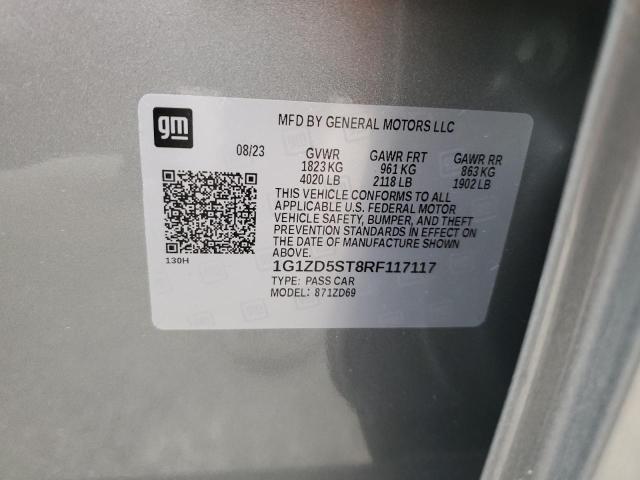 gm
MFD BY GENERAL MOTORS LLC
08/23 GVWR GAWR FRT GAWR RR
1823 KG 961 KG 863 KG
4020 LB 2118 LB 1902 LB
THIS VEHICLE CONFORMS TO ALL
APPLICABLE U.S. FEDERAL MOTOR
VEHICLE SAFETY, BUMPER, AND THEFT
PREVENTION STANDARDS IN EFFECT ON
THE DATE OF MANUFACTURE SHOWN
ABOVE.
130H
1G1ZD5ST8RF117117
TYPE: PASS CAR
MODEL: 871ZD69